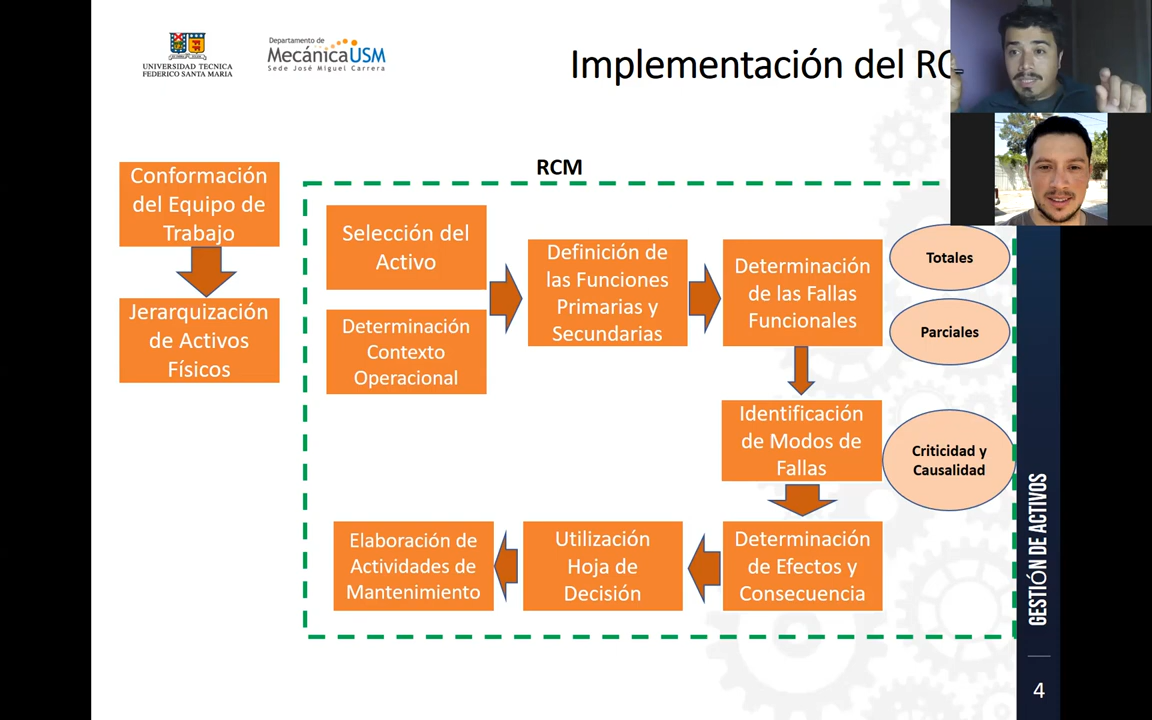 UNIVERSIDAD TECNICA
FEDERICO SANTA MARIA
Departamento de
MecánicaUSM
Sede José Miguel Carrera
Implementación del
RCM
Conformación
del Equipo de
Trabajo
Jerarquización
de Activos
Físicos
Selección del
Activo
Determinación
Contexto
Operacional
Definición de
las Funciones
Primarias y
Secundarias
Determinación
de las Fallas
Funcionales
Totales
Parciales
Identificación
de Modos de
Fallas
Criticidad y
Causalidad
Determinación
de Efectos y
Consecuencia
Utilización
Hoja de
Decisión
Elaboración de
Actividades de
Mantenimiento
GESTIÓN DE ACTIVOS
4